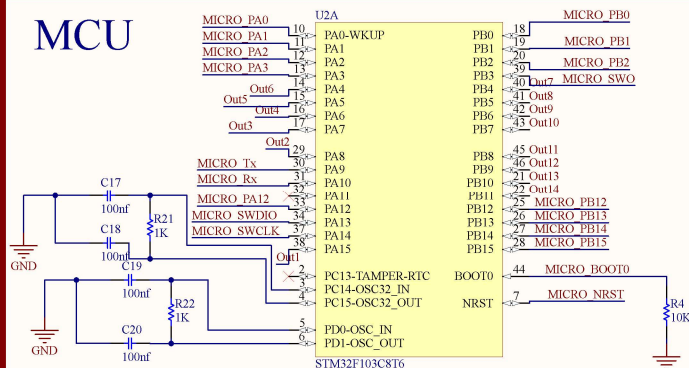 MCU
U2A
MICRO_PA0 10 PA0-WKUP PB0 18 MICRO_PB0
MICRO_PA1 11 PA1 PB1 19 MICRO_PB1
MICRO_PA2 12 PA2 PB2 20 MICRO_PB2
MICRO_PA3 13 PA3 PB3 39 MICRO_SWO
Out6 14 PA4 PB4 40 Out7
Out5 15 PA5 PB5 41 Out8
Out4 16 PA6 PB6 42 Out9
Out3 17 PA7 PB7 43 Out10
Out2 29 PA8 PB8 45 Out11
MICRO_Tx 30 PA9 PB9 46 Out12
MICRO_Rx 31 PA10 PB10 21 Out13
32 PA11 PB11 22 Out14
MICRO_PA12 33 PA12 PB12 25 MICRO_PB12
MICRO_SWDIO 34 PA13 PB13 26 MICRO_PB13
MICRO_SWCLK 37 PA14 PB14 27 MICRO_PB14
Out1 38 PA15 PB15 28 MICRO_PB15
2 PC13-TAMPER-RTC BOOT0 44 MICRO_BOOT0
3 PC14-OSC32_IN
4 PC15-OSC32_OUT NRST 7 MICRO_NRST
5 PD0-OSC_IN
6 PD1-OSC_OUT
STM32F103C8T6
C17
100nf
R21
1K
C18
100nf
GND
C19
100nf
R22
1K
C20
100nf
GND
R4
10K